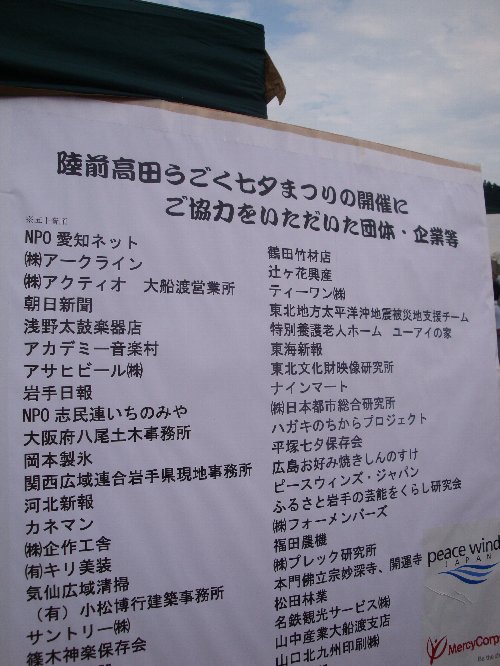 陸前高田うごく七夕まつりの開催に
ご協力をいただいた団体・企業等
※五十音順
NPO 愛知ネット
㈱アークライン
㈱アクティオ 大船渡営業所
朝日新聞
浅野太鼓楽器店
アカデミー音楽村
アサヒビール㈱
岩手日報
NPO 志民連いちのみや
大阪府八尾土木事務所
岡本製氷
関西広域連合岩手県現地事務所
河北新報
カネマン
㈱企作工舎
㈲キリ美装
気仙広域清掃
(有)小松博行建築事務所
サントリー㈱
篠木神楽保存会
鶴田竹材店
辻ヶ花興産
ティーワン㈱
東北地方太平洋沖地震被災地支援チーム
特別養護老人ホーム ユーアイの家
東海新報
東北文化財映像研究所
ナインマート
㈱日本都市総合研究所
ハガキのちからプロジェクト
平塚七夕保存会
広島お好み焼きしんのすけ
ピースウィンズ・ジャパン
ふるさと岩手の芸能をくらし研究会
㈱フォーメンバーズ
福田農機
㈱ブレック研究所
本門佛立宗妙深寺、開運寺
松田林業
名鉄観光サービス㈱
山中産業大船渡支店
山口北九州印刷㈱
peace wind
JAPAN
MercyCorp